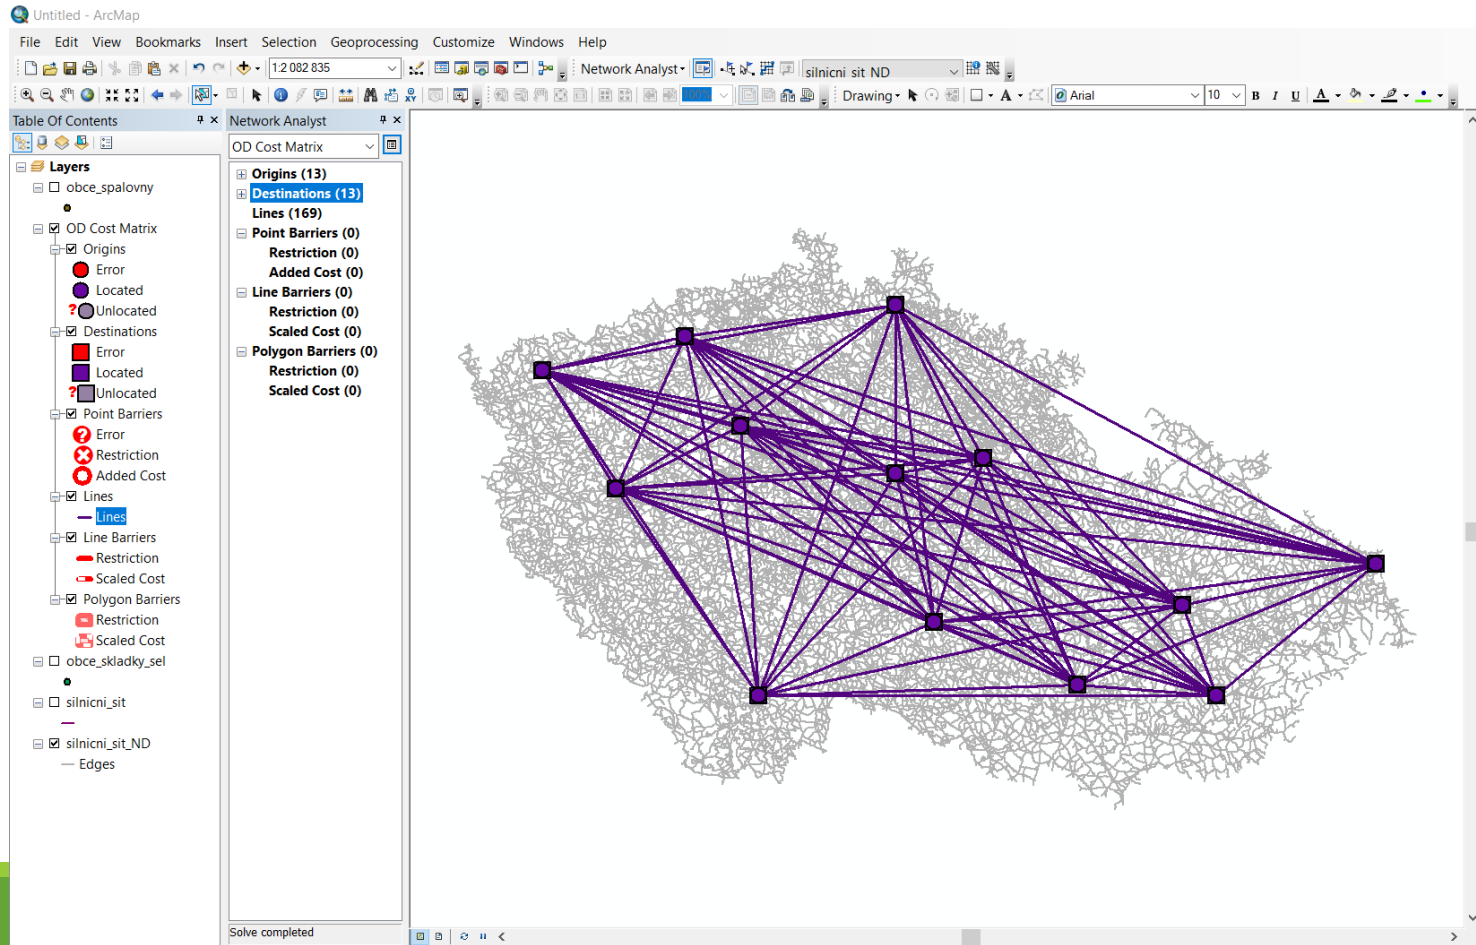 Untitled - ArcMap
File Edit View Bookmarks Insert Selection Geoprocessing Customize Windows Help
1:2 082 835
Network Analyst
silnicni_sit_ND
100%
Drawing
Arial
10
B I U A
Table Of Contents
Layers
obce_spalovny
OD Cost Matrix
Origins
Error
Located
? Unlocated
Destinations
Error
Located
? Unlocated
Point Barriers
Error
Restriction
Added Cost
Lines
Lines
Line Barriers
Restriction
Scaled Cost
Polygon Barriers
Restriction
Scaled Cost
obce_skladky_sel
silnicni_sit
silnicni_sit_ND
Edges
Network Analyst
OD Cost Matrix
Origins (13)
Destinations (13)
Lines (169)
Point Barriers (0)
Restriction (0)
Added Cost (0)
Line Barriers (0)
Restriction (0)
Scaled Cost (0)
Polygon Barriers (0)
Restriction (0)
Scaled Cost (0)
Solve completed